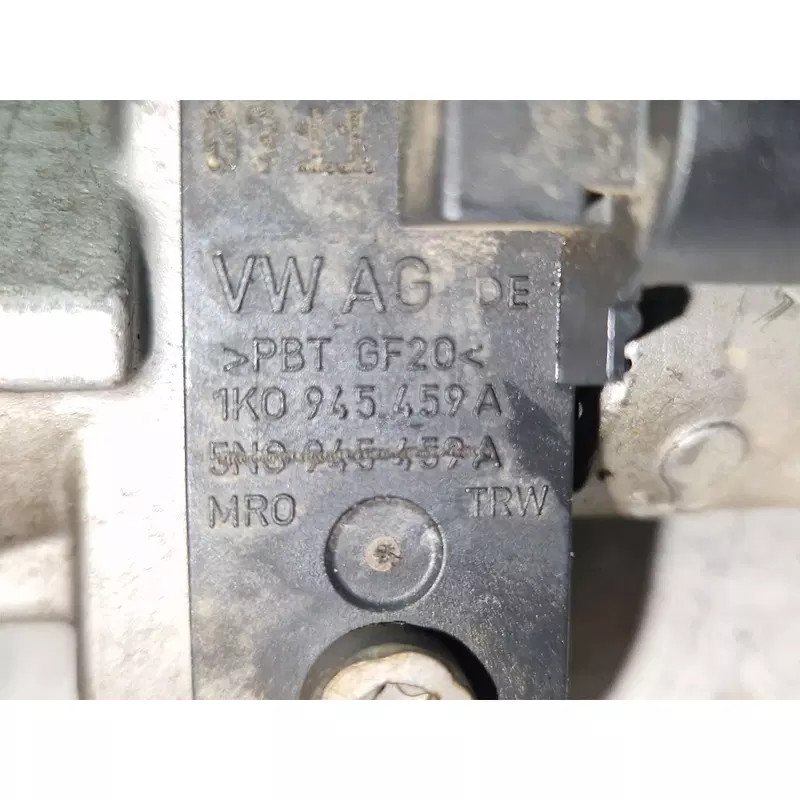 VW AG DE
>PBT GF20<
1K0 945 459 A
5N0 945 459 A
MRO TRW